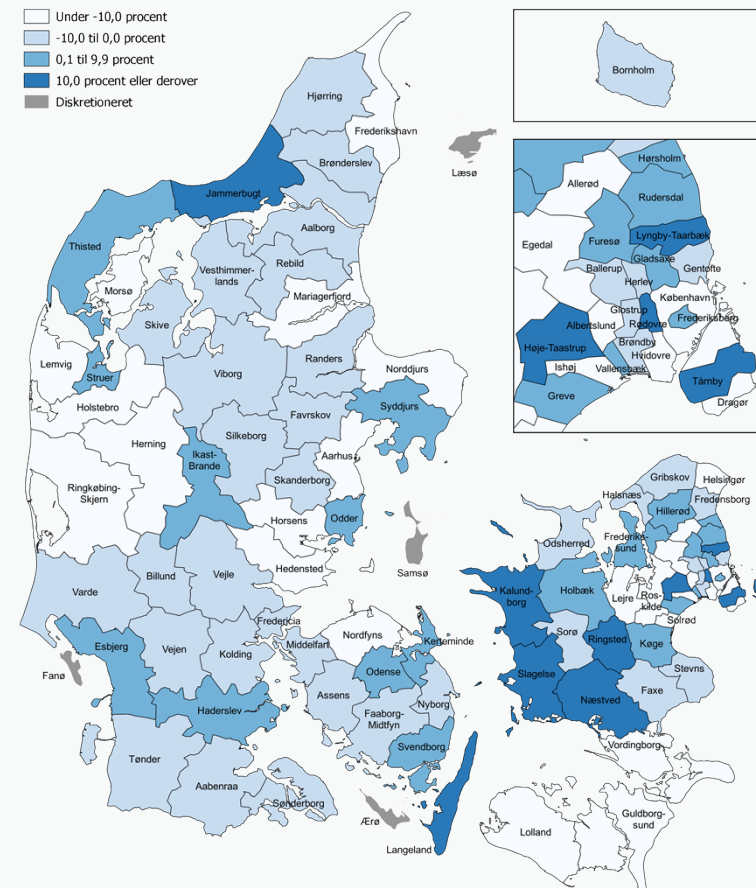 Under -10,0 procent
-10,0 til 0,0 procent
0,1 til 9,9 procent
10,0 procent eller derover
Diskretioneret
Hjørring
Frederikshavn
Læsø
Brønderslev
Jammerbugt
Thisted
Aalborg
Vesthimmer-
lands
Rebild
Morsø
Mariagerfjord
Skive
Lemvig
Struer
Viborg
Randers
Norddjurs
Holstebro
Favrskov
Syddjurs
Herning
Ikast-
Brande
Silkeborg
Aarhus
Skanderborg
Ringkøbing-
Skjern
Horsens
Odder
Samsø
Hedensted
Varde
Billund
Vejle
Fredericia
Esbjerg
Vejen
Kolding
Middelfart
Nordfyns
Kerteminde
Fanø
Odense
Haderslev
Assens
Nyborg
Faaborg-
Midtfyn
Svendborg
Tønder
Aabenraa
Sønderborg
Ærø
Langeland
Bornholm
Hørsholm
Allerød
Rudersdal
Egedal
Furesø
Lyngby-Taarbæk
Gladsaxe
Ballerup
Gentofte
Herlev
København
Glostrup
Frederiksberg
Albertslund
Rødovre
Høje-Taastrup
Brøndby
Hvidovre
Ishøj
Vallensbæk
Tårnby
Greve
Dragør
Gribskov
Helsingør
Halsnæs
Fredensborg
Hillerød
Odsherred
Frederiks-
sund
Kalund-
borg
Holbæk
Lejre
Ros-
kilde
Solrød
Sorø
Ringsted
Køge
Slagelse
Stevns
Næstved
Faxe
Vordingborg
Lolland
Guldborg-
sund